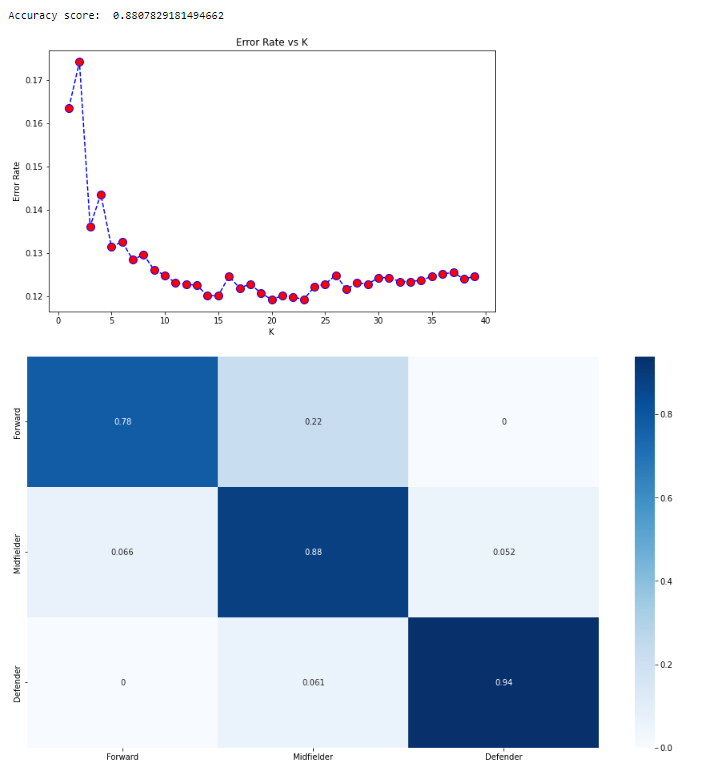 Accuracy score:  0.8807829181494662
Error Rate vs K
0.17
0.16
0.15
0.14
0.13
0.12
Error Rate
0 5 10 15 20 25 30 35 40
K
Forward 0.78 0.22 0
Midfielder 0.066 0.88 0.052
Defender 0 0.061 0.94
Forward Midfielder Defender
0.8
0.6
0.4
0.2
0.0